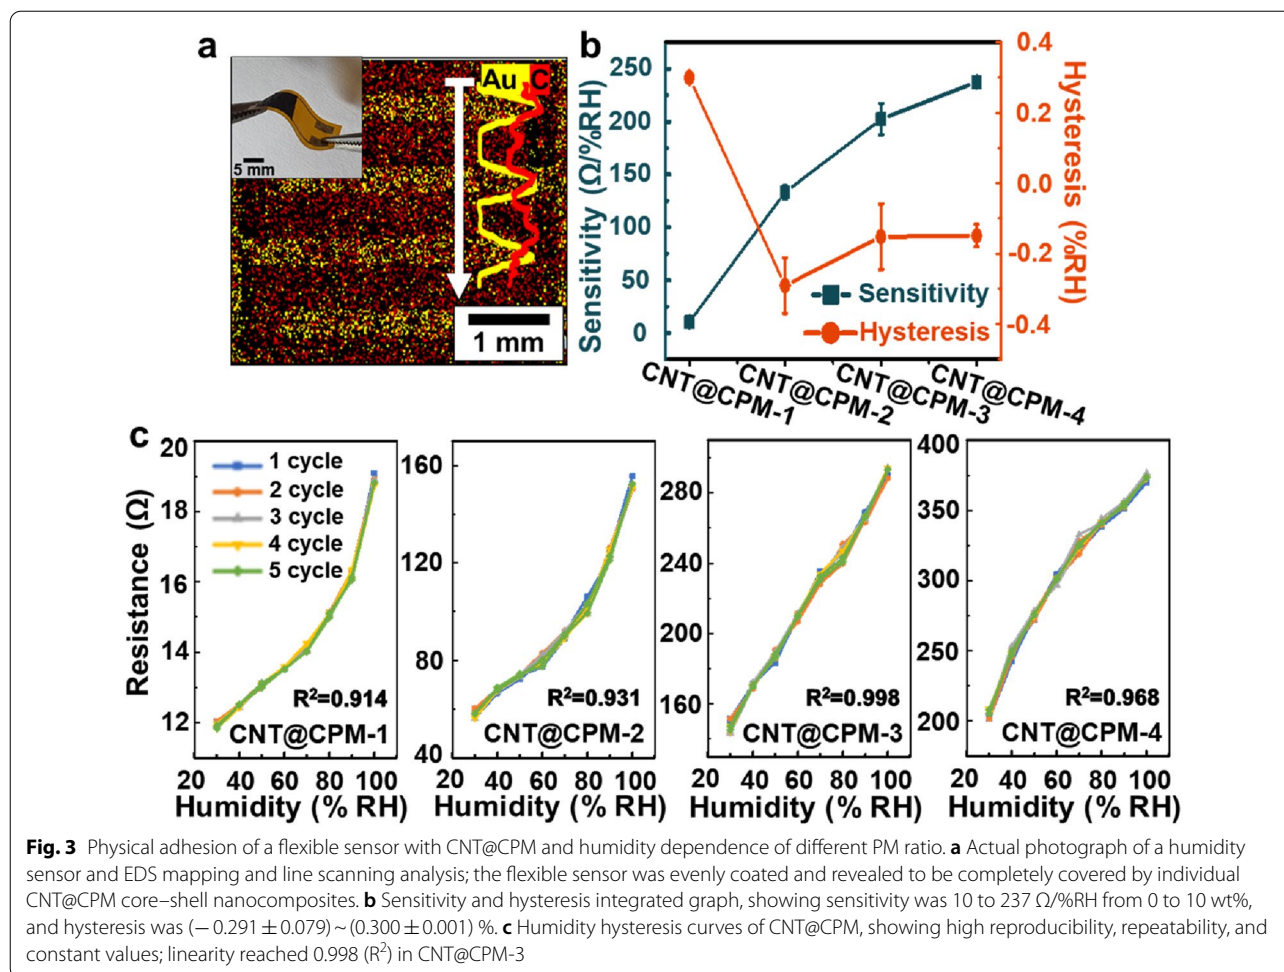 a
Au C
5 mm
1 mm
b
Sensitivity (Ω/%RH)
250
200
150
100
50
0
0.4
0.2
0.0
-0.2
-0.4
Hysteresis (%RH)
Sensitivity
Hysteresis
CNT@CPM-1
CNT@CPM-2
CNT@CPM-3
CNT@CPM-4
c
Resistance (Ω)
20
18
16
14
12
1 cycle
2 cycle
3 cycle
4 cycle
5 cycle
R²=0.914
CNT@CPM-1
20 40 60 80 100
Humidity (% RH)
160
120
80
40
R²=0.931
CNT@CPM-2
20 40 60 80 100
Humidity (% RH)
280
240
200
160
R²=0.998
CNT@CPM-3
20 40 60 80 100
Humidity (% RH)
400
350
300
250
200
R²=0.968
CNT@CPM-4
20 40 60 80 100
Humidity (% RH)
Fig. 3 Physical adhesion of a flexible sensor with CNT@CPM and humidity dependence of different PM ratio. a Actual photograph of a humidity
sensor and EDS mapping and line scanning analysis; the flexible sensor was evenly coated and revealed to be completely covered by individual
CNT@CPM core–shell nanocomposites. b Sensitivity and hysteresis integrated graph, showing sensitivity was 10 to 237 Ω/%RH from 0 to 10 wt%,
and hysteresis was (− 0.291 ± 0.079) ~ (0.300 ± 0.001) %. c Humidity hysteresis curves of CNT@CPM, showing high reproducibility, repeatability, and
constant values; linearity reached 0.998 (R²) in CNT@CPM-3